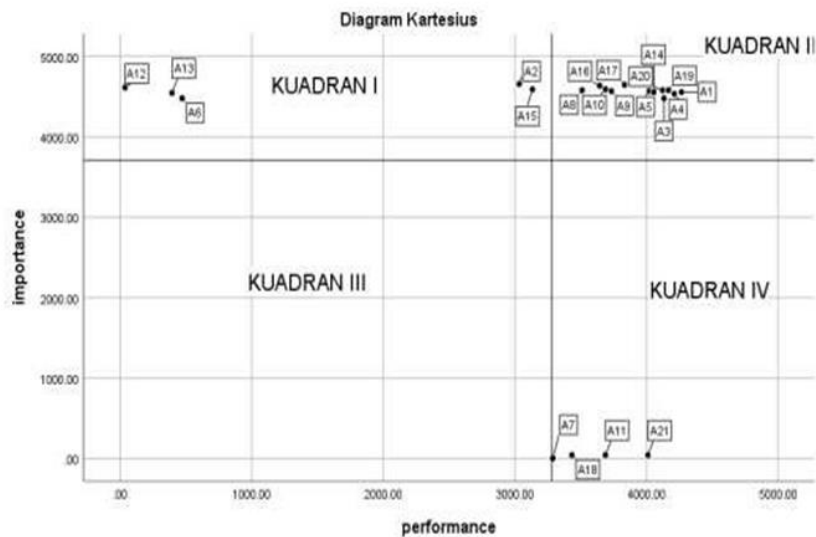 Diagram Kartesius
KUADRAN II
5000.00
A12
A13
KUADRAN I
A2
A16
A17
A14
A20
A19
A1
A6
A15
A8
A10
A9
A5
A4
A3
4000.00
3000.00
KUADRAN III
KUADRAN IV
2000.00
1000.00
A7
A11
A21
A18
.00
importance
.00
1000.00
2000.00
3000.00
4000.00
5000.00
performance